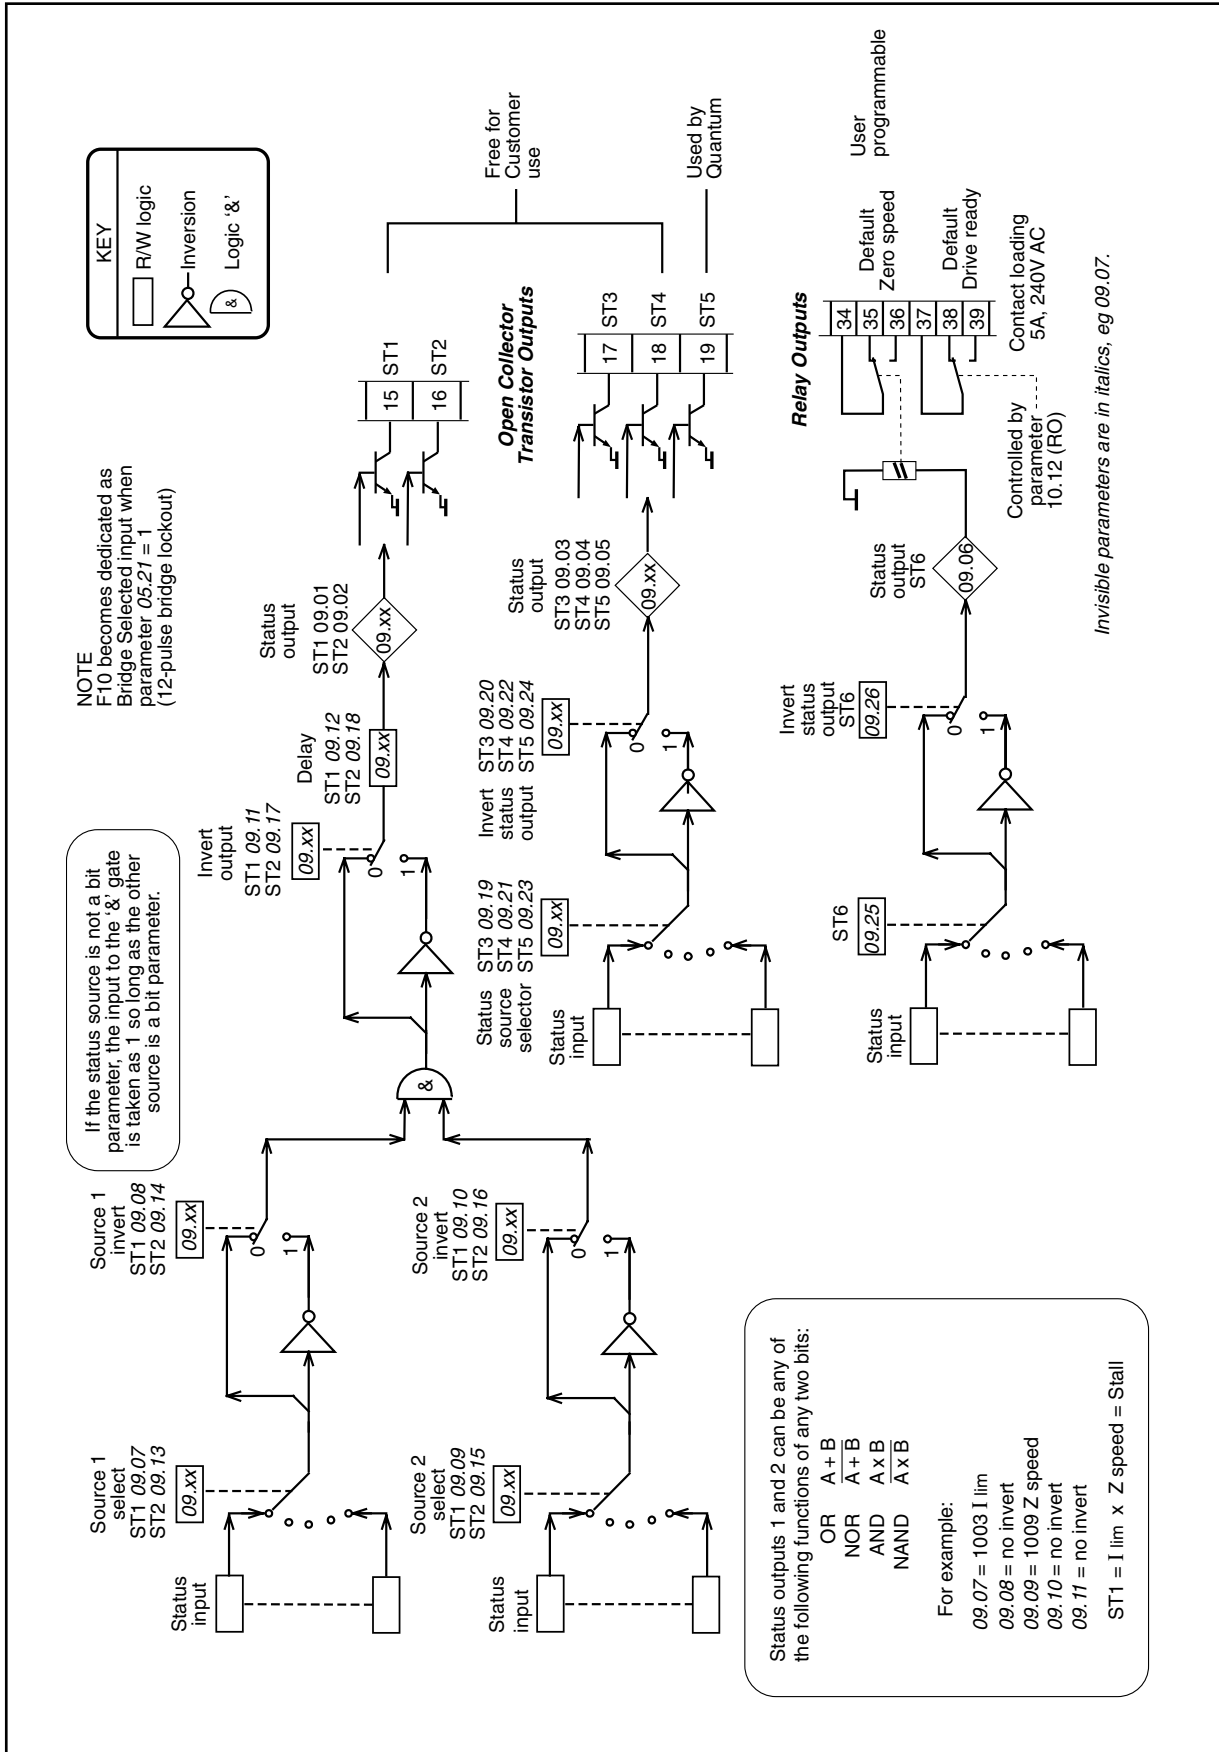 KEY
R/W logic
Inversion
&
Logic '&'
NOTE
F10 becomes dedicated as
Bridge Selected input when
parameter 05.21 = 1
(12-pulse bridge lockout)
If the status source is not a bit
parameter, the input to the '&' gate
is taken as 1 so long as the other
source is a bit parameter.
Status
input
Source 1
select
ST1 09.07
ST2 09.13
09.xx
Source 1
invert
ST1 09.08
ST2 09.14
09.xx
0
1
Status
input
Source 2
select
ST1 09.09
ST2 09.15
09.xx
Source 2
invert
ST1 09.10
ST2 09.16
09.xx
0
1
&
Invert
output
ST1 09.11
ST2 09.17
09.xx
0
1
Delay
ST1 09.12
ST2 09.18
09.xx
Status
output
ST1 09.01
ST2 09.02
09.xx
15
ST1
16
ST2
Free for
Customer
use
Status
input
Status
source
selector
ST3 09.19
ST4 09.21
ST5 09.23
09.xx
Invert
status
output
ST3 09.20
ST4 09.22
ST5 09.24
09.xx
0
1
Status
output
ST3 09.03
ST4 09.04
ST5 09.05
09.xx
Open Collector
Transistor Outputs
17
ST3
18
ST4
19
ST5
Used by
Quantum
Status
input
ST6
09.25
Invert
status
output
ST6
09.26
0
1
Status
output
ST6
09.06
Relay Outputs
34
35
36
37
38
39
Default
Zero speed
Default
Drive ready
User
programmable
Contact loading
5A, 240V AC
Controlled by
parameter
10.12 (RO)
Invisible parameters are in italics, eg 09.07.
Status outputs 1 and 2 can be any of
the following functions of any two bits:
OR A + B
NOR A + B
AND A x B
NAND A x B
For example:
09.07 = 1003 I lim
09.08 = no invert
09.09 = 1009 Z speed
09.10 = no invert
09.11 = no invert
ST1 = I lim x Z speed = Stall